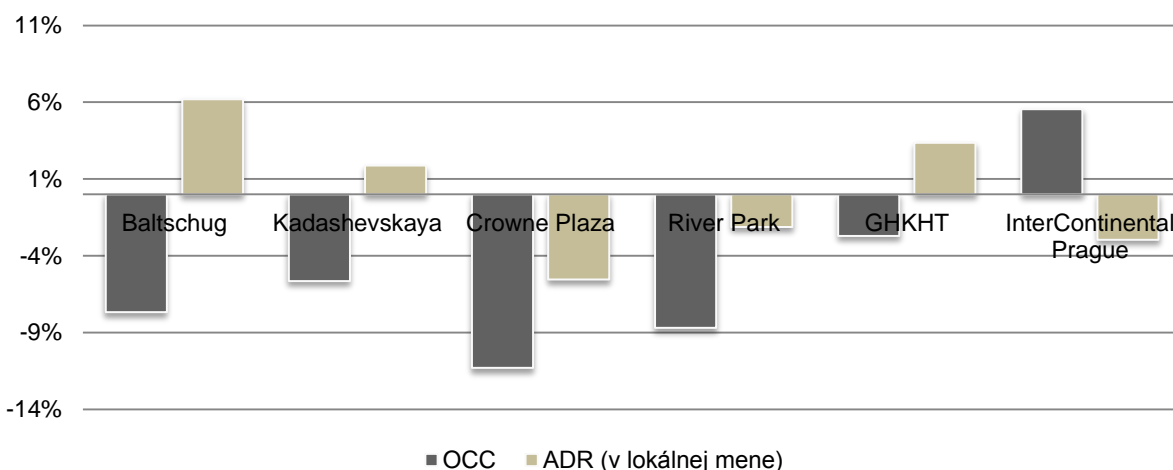 11%
6%
1%
-4%
-9%
-14%
Baltschug
Kadashevskaya
Crowne Plaza
River Park
GHKHT
InterContinental
Prague
OCC
ADR (v lokálnej mene)